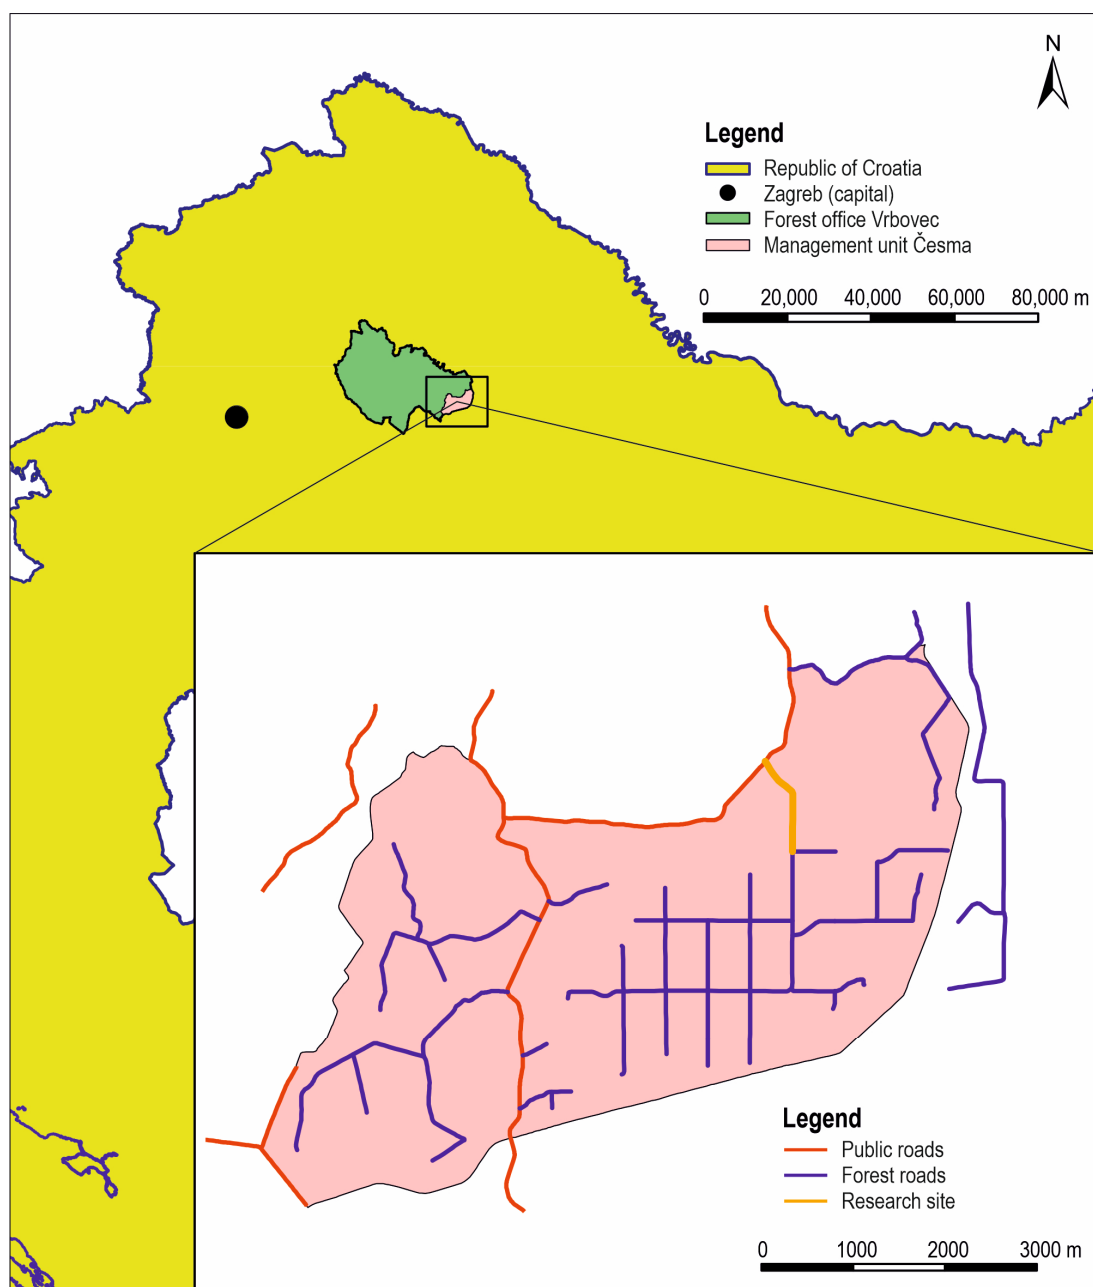 N
Legend
Republic of Croatia
Zagreb (capital)
Forest office Vrbovec
Management unit Česma
0 20,000 40,000 60,000 80,000 m
Legend
Public roads
Forest roads
Research site
0 1000 2000 3000 m